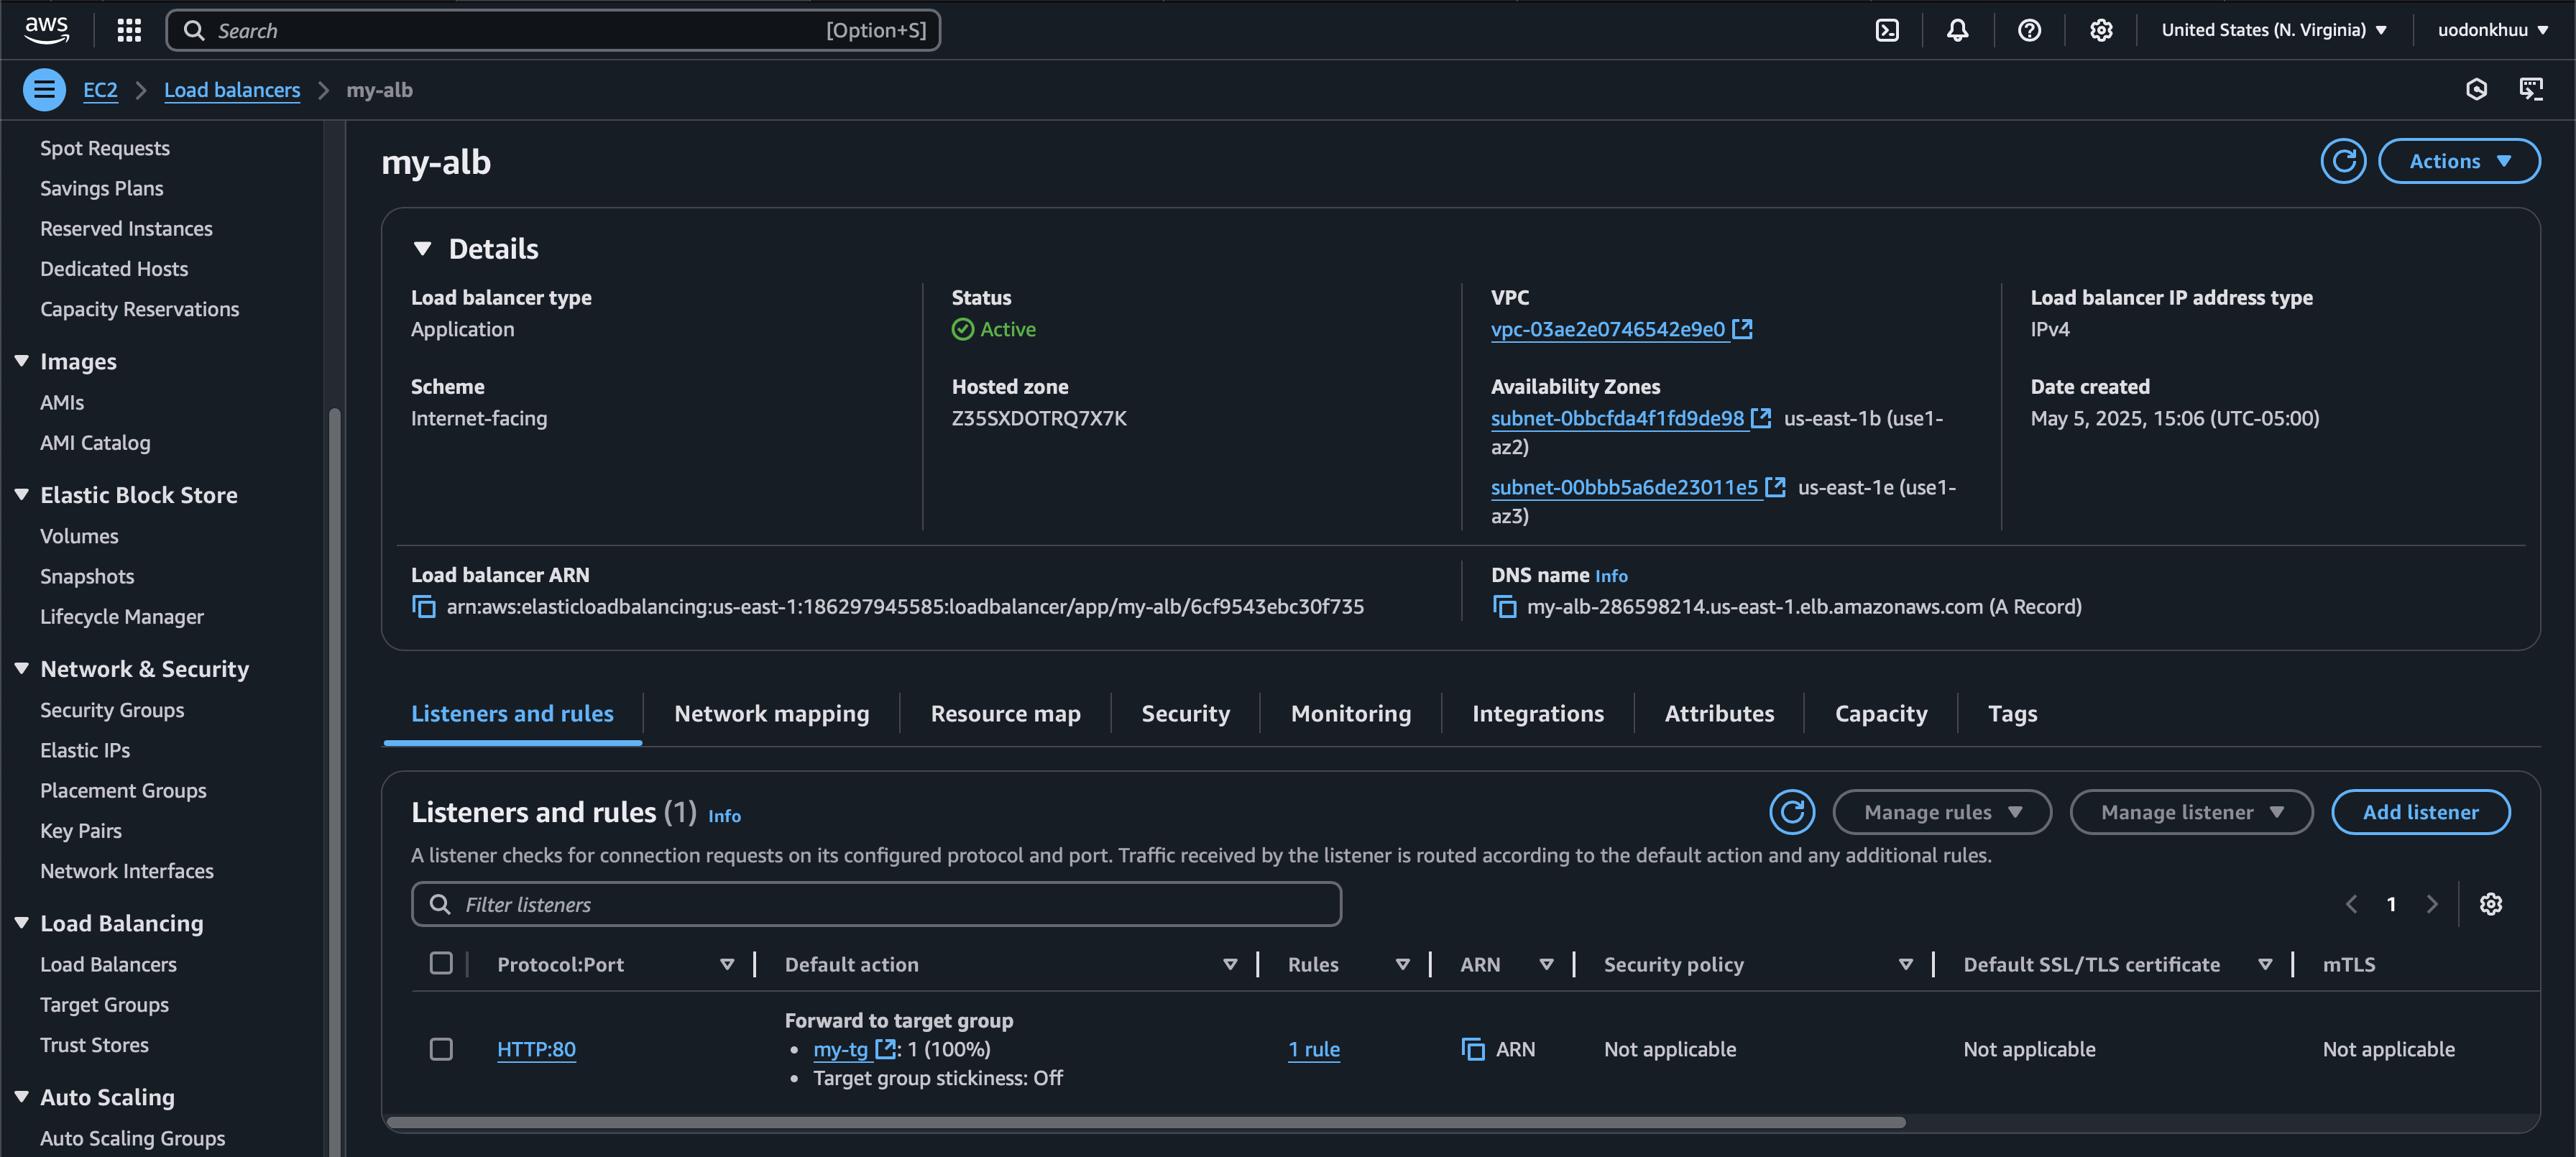 aws
Search
[Option+S]
United States (N. Virginia)
uodonkhuu
EC2
Load balancers
my-alb
Spot Requests
Savings Plans
Reserved Instances
Dedicated Hosts
Capacity Reservations
Images
AMIs
AMI Catalog
Elastic Block Store
Volumes
Snapshots
Lifecycle Manager
Network & Security
Security Groups
Elastic IPs
Placement Groups
Key Pairs
Network Interfaces
Load Balancing
Load Balancers
Target Groups
Trust Stores
Auto Scaling
Auto Scaling Groups
my-alb
Actions
Details
Load balancer type
Application
Status
Active
VPC
vpc-03ae2e0746542e9e0
Load balancer IP address type
IPv4
Scheme
Internet-facing
Hosted zone
Z35SXDOTRQ7X7K
Availability Zones
subnet-0bbcfda4f1fd9de98 us-east-1b (use1-
az2)
subnet-00bbb5a6de23011e5 us-east-1e (use1-
az3)
Date created
May 5, 2025, 15:06 (UTC-05:00)
Load balancer ARN
arn:aws:elasticloadbalancing:us-east-1:186297945585:loadbalancer/app/my-alb/6cf9543ebc30f735
DNS name Info
my-alb-286598214.us-east-1.elb.amazonaws.com (A Record)
Listeners and rules
Network mapping
Resource map
Security
Monitoring
Integrations
Attributes
Capacity
Tags
Listeners and rules (1) Info
Manage rules
Manage listener
Add listener
A listener checks for connection requests on its configured protocol and port. Traffic received by the listener is routed according to the default action and any additional rules.
Filter listeners
1
Protocol:Port
Default action
Rules
ARN
Security policy
Default SSL/TLS certificate
mTLS
HTTP:80
Forward to target group
• my-tg : 1 (100%)
• Target group stickiness: Off
1 rule
ARN
Not applicable
Not applicable
Not applicable